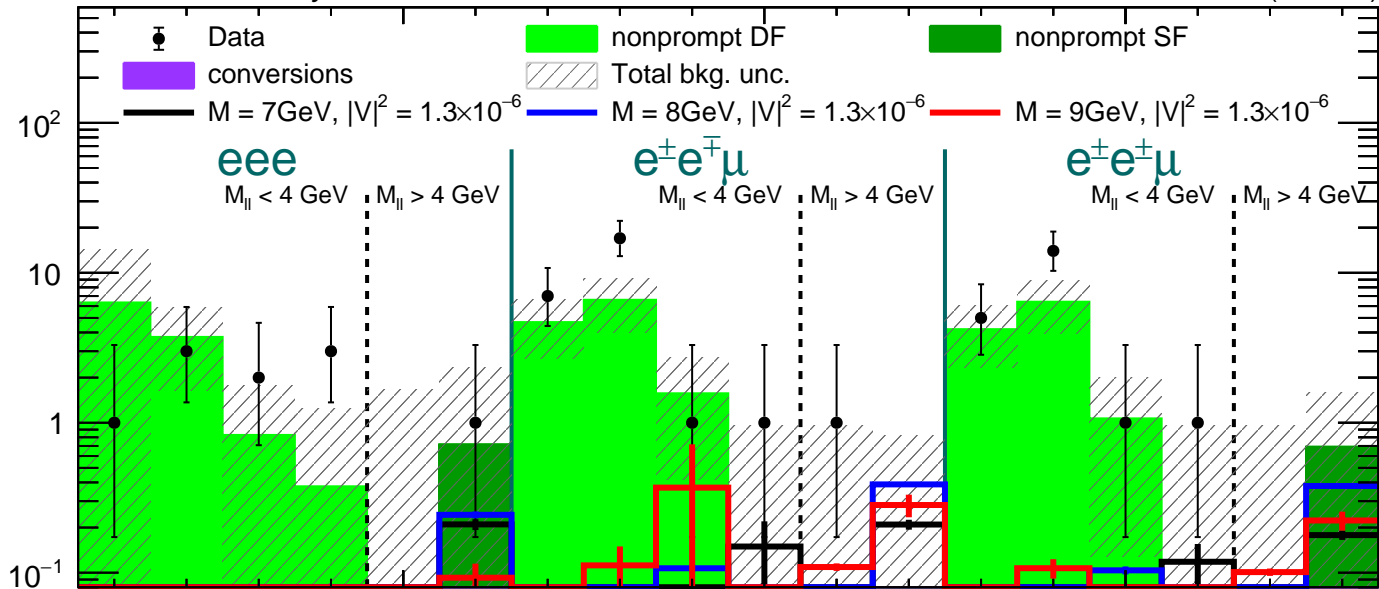 Data nonprompt DF nonprompt SF
conversions Total bkg. unc.
M = 7GeV, |V|² = 1.3×10⁻⁶ M = 8GeV, |V|² = 1.3×10⁻⁶ M = 9GeV, |V|² = 1.3×10⁻⁶
10²
eee e±e∓μ e±e±μ
M_ll < 4 GeV M_ll > 4 GeV M_ll < 4 GeV M_ll > 4 GeV M_ll < 4 GeV M_ll > 4 GeV
10
1
10⁻¹